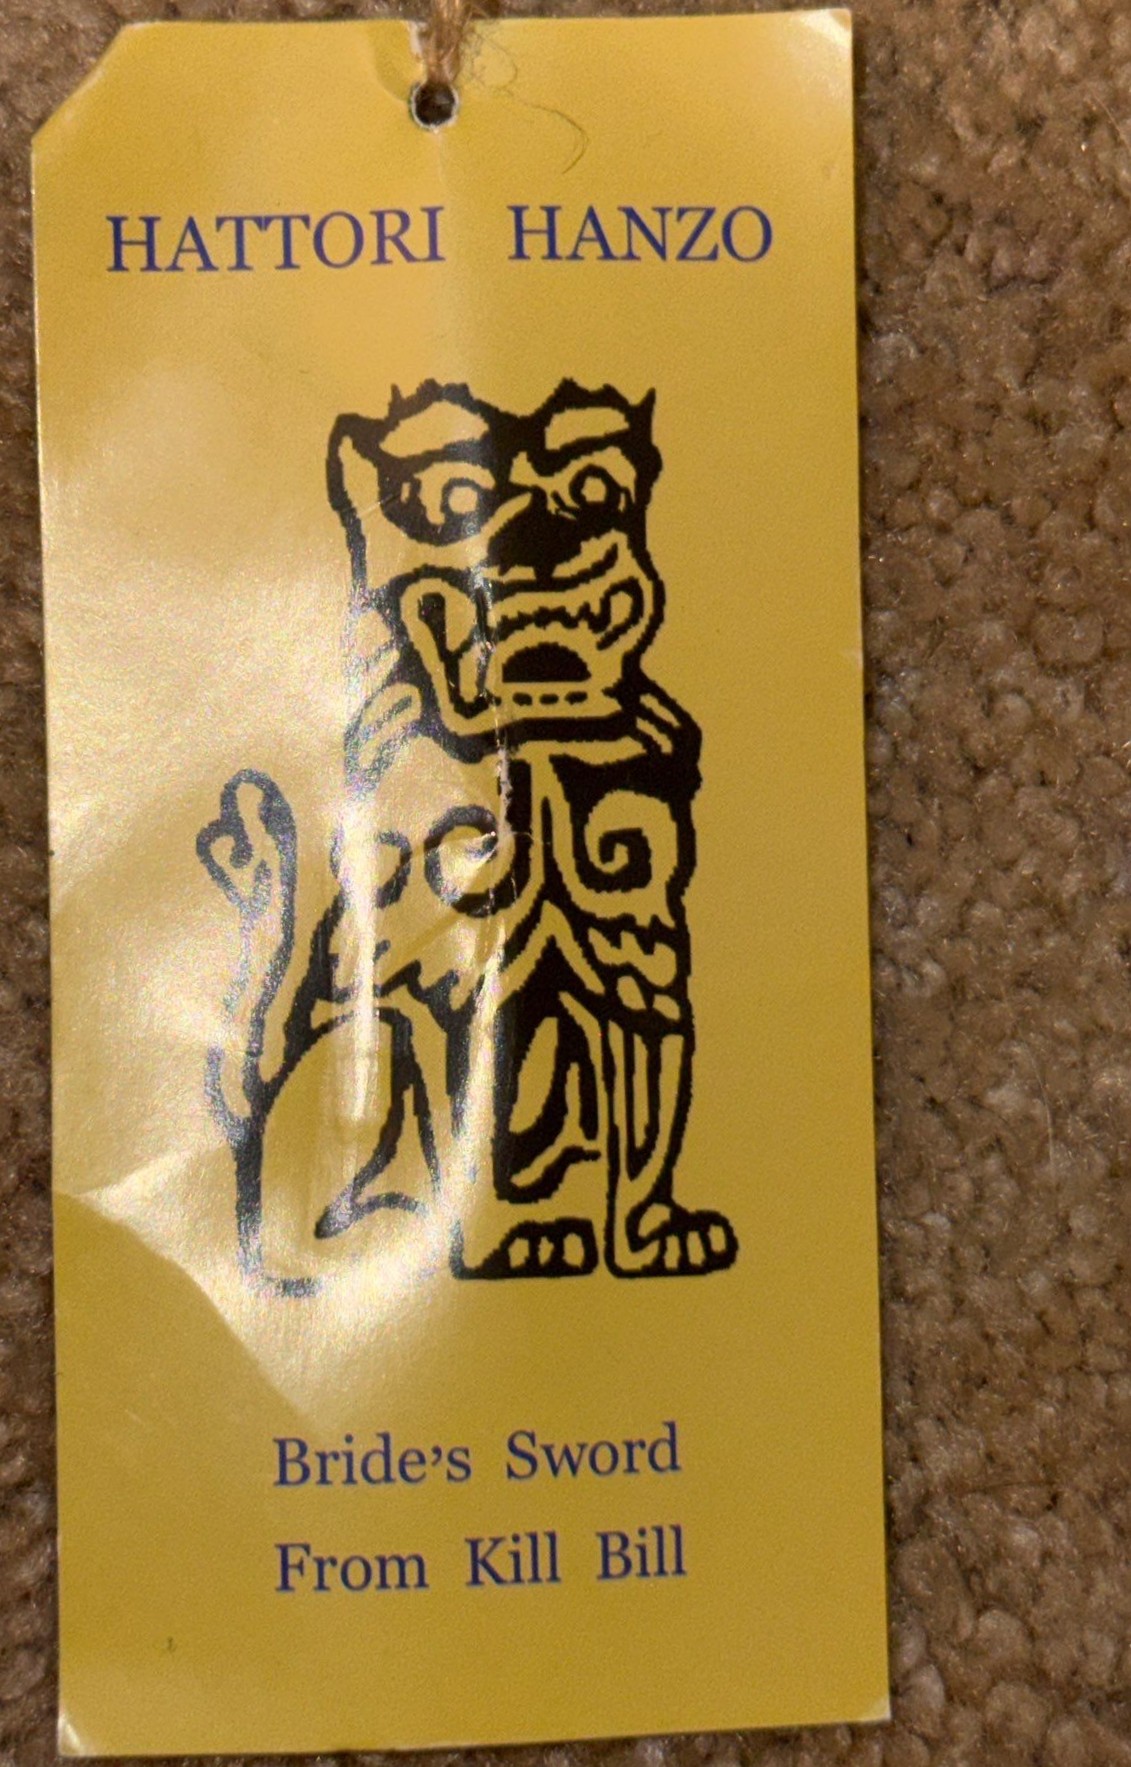 HATTORI HANZO
Bride's Sword
From Kill Bill